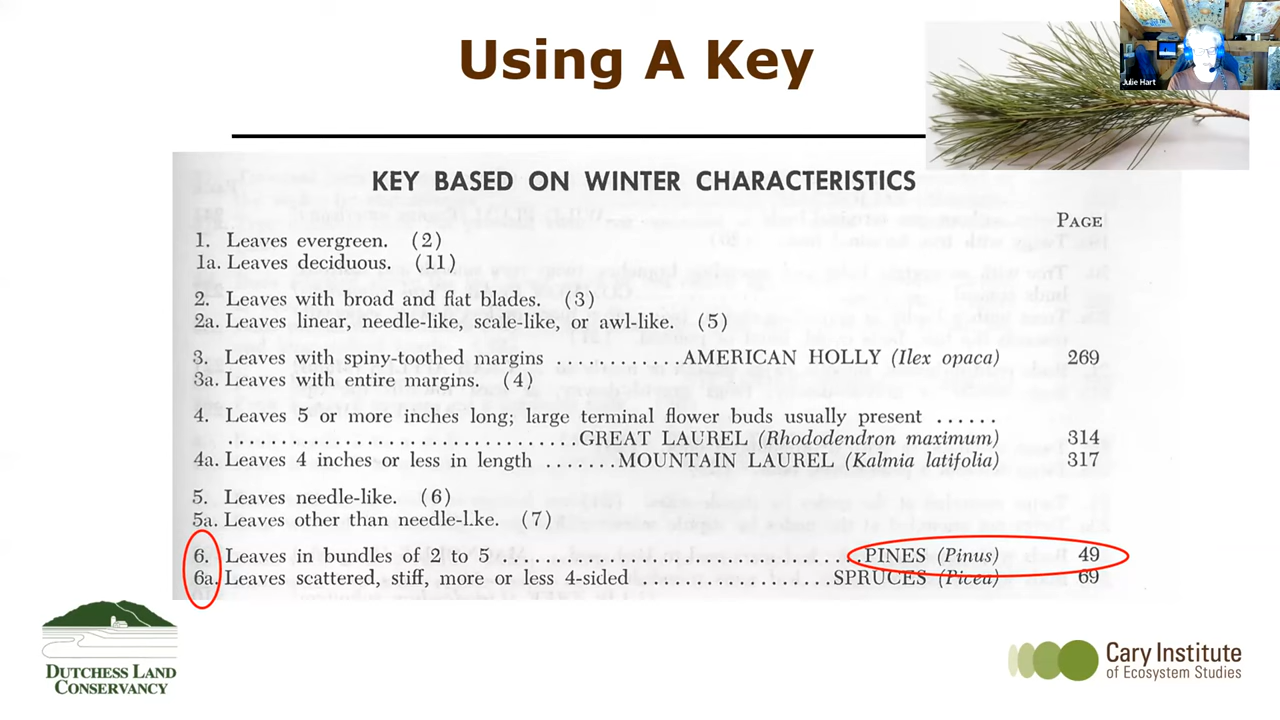 Using A Key
Julie Hart
KEY BASED ON WINTER CHARACTERISTICS
PAGE
1. Leaves evergreen. (2)
1a. Leaves deciduous. (11)
2. Leaves with broad and flat blades. (3)
2a. Leaves linear, needle-like, scale-like, or awl-like. (5)
3. Leaves with spiny-toothed margins ............AMERICAN HOLLY (Ilex opaca) 269
3a. Leaves with entire margins. (4)
4. Leaves 5 or more inches long; large terminal flower buds usually present ......
................................GREAT LAUREL (Rhododendron maximum) 314
4a. Leaves 4 inches or less in length .......MOUNTAIN LAUREL (Kalmia latifolia) 317
5. Leaves needle-like. (6)
5a. Leaves other than needle-l.ke. (7)
6. Leaves in bundles of 2 to 5 ....................................PINES (Pinus) 49
6a. Leaves scattered, stiff, more or less 4-sided ...................SPRUCES (Picea) 69
DUTCHESS LAND
CONSERVANCY
Cary Institute
of Ecosystem Studies